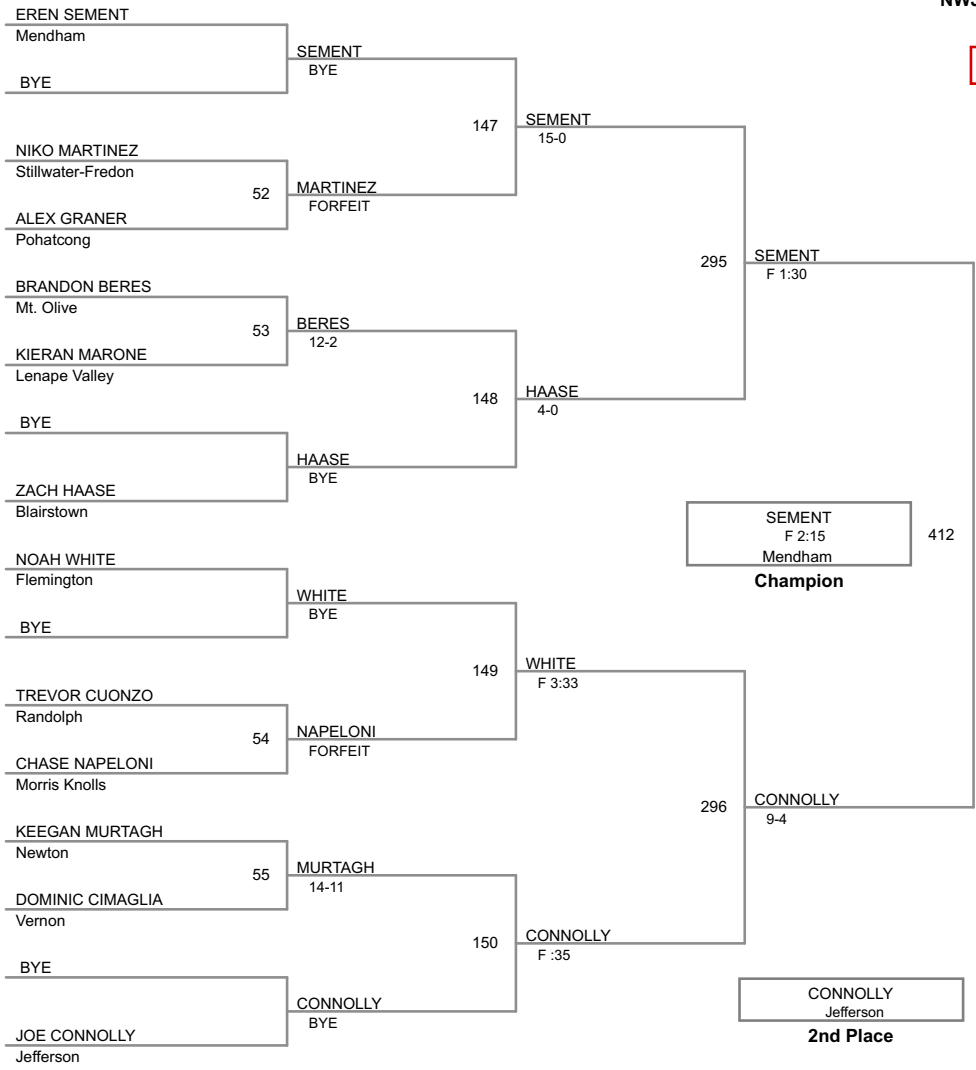 NWJ
EREN SEMENT
Mendham
BYE
SEMENT
BYE
147
SEMENT
15-0
NIKO MARTINEZ
Stillwater-Fredon
52
MARTINEZ
FORFEIT
ALEX GRANER
Pohatcong
295
SEMENT
F 1:30
BRANDON BERES
Mt. Olive
53
BERES
12-2
KIERAN MARONE
Lenape Valley
148
HAASE
4-0
BYE
HAASE
BYE
ZACH HAASE
Blairstown
SEMENT
F 2:15
Mendham
412
Champion
NOAH WHITE
Flemington
WHITE
BYE
BYE
149
WHITE
F 3:33
TREVOR CUONZO
Randolph
54
NAPELONI
FORFEIT
CHASE NAPELONI
Morris Knolls
296
CONNOLLY
9-4
KEEGAN MURTAGH
Newton
55
MURTAGH
14-11
DOMINIC CIMAGLIA
Vernon
150
CONNOLLY
F :35
BYE
CONNOLLY
BYE
JOE CONNOLLY
Jefferson
CONNOLLY
Jefferson
2nd Place